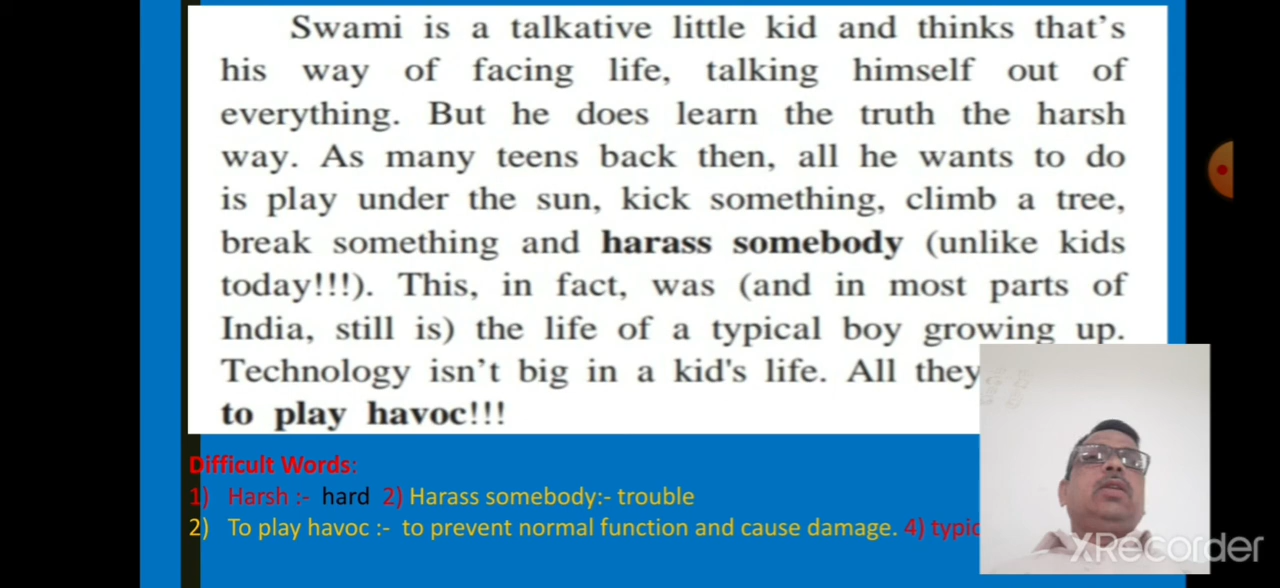 Swami is a talkative little kid and thinks that's
his way of facing life, talking himself out of
everything. But he does learn the truth the harsh
way. As many teens back then, all he wants to do
is play under the sun, kick something, climb a tree,
break something and harass somebody (unlike kids
today!!!). This, in fact, was (and in most parts of
India, still is) the life of a typical boy growing up.
Technology isn't big in a kid's life. All they
to play havoc!!!
Difficult Words:
1) Harsh :- hard 2) Harass somebody:- trouble
2) To play havoc :- to prevent normal function and cause damage. 4)
XRecorder